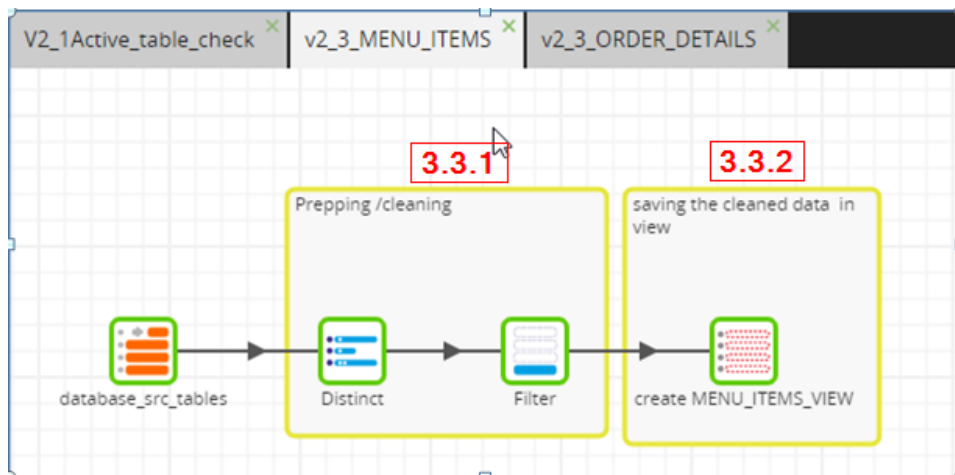 V2_1Active_table_check
v2_3_MENU_ITEMS
v2_3_ORDER_DETAILS
3.3.1
3.3.2
Prepping /cleaning
saving the cleaned data in
view
database_src_tables
Distinct
Filter
create MENU_ITEMS_VIEW